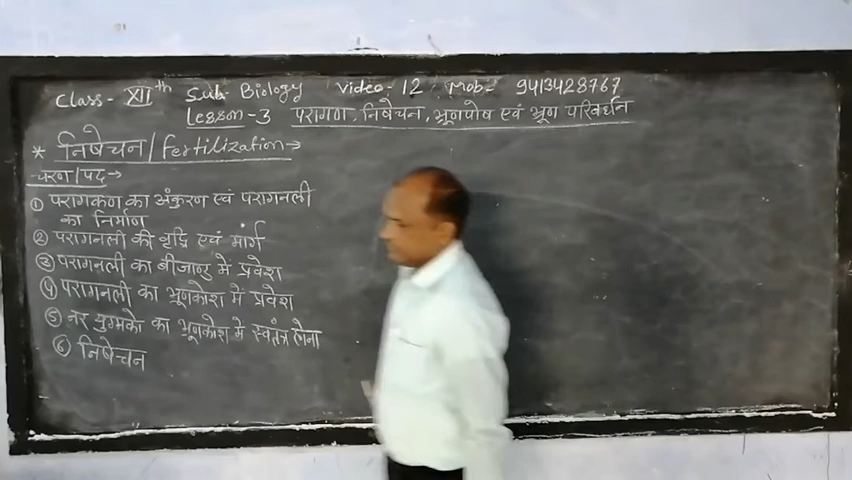 Class- XII th Sub- Biology Video- 12 Mob- 9413428767
Lesson-3 परागण, निषेचन, भ्रूणपोष एवं भ्रूण परिवर्धन
* निषेचन/Fertilization→
चरण/पद→
① परागकण का अंकुरण एवं परागनली
का निर्माण
② परागनली की वृद्धि एवं मार्ग
③ परागनली का बीजाण्ड में प्रवेश
④ परागनली का भ्रूणकोश में प्रवेश
⑤ नर युग्मको का भ्रूणकोश में स्वतंत्र होना
⑥ निषेचन